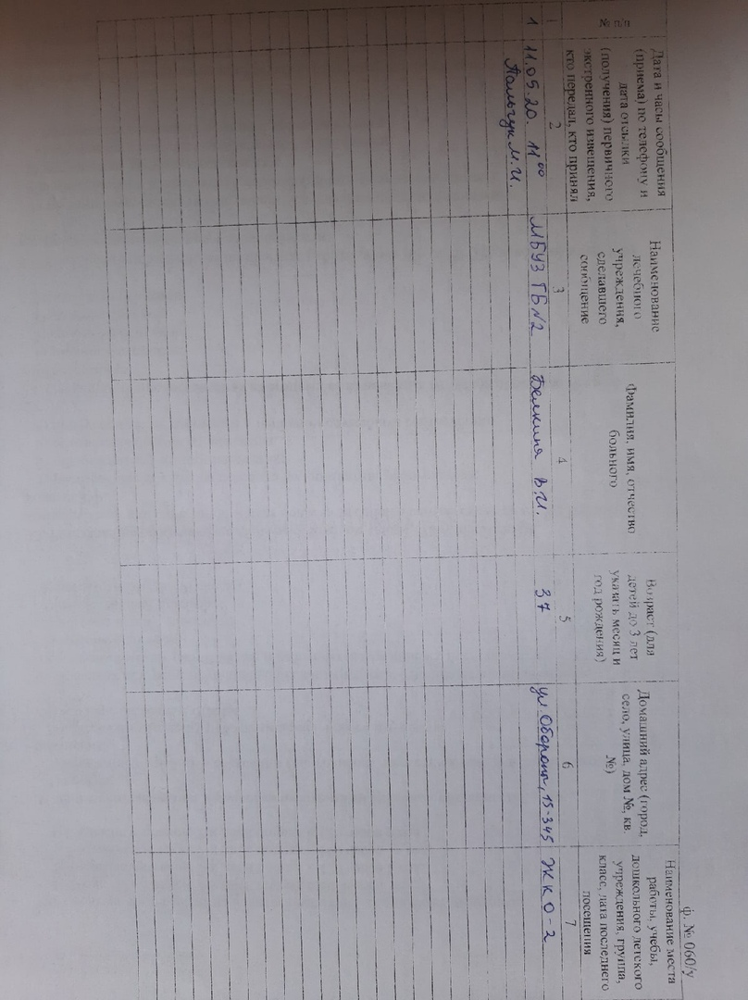 ф. № 060/у
№ п/п
Дата и часы сообщения
(приема) по телефону и
дата отсылки
(получения) первичного
экстренного извещения,
кто передал, кто принял
Наименование
лечебного
учреждения,
сделавшего
сообщение
Фамилия, имя, отчество
больного
Возраст (для
детей до 3 лет
указать месяц и
год рождения)
Домашний адрес (город,
село, улица, дом №, кв
№)
Наименование места
работы, учебы,
дошкольного детского
учреждения, группа,
класс, дата последнего
посещения
1 2 3 4 5 6 7
1 11.05.20. 11 00 МБУЗ ГБ №2 Белкина В.И. 37 ул. Обороны, 15-345 ЖКО-2
М.И.